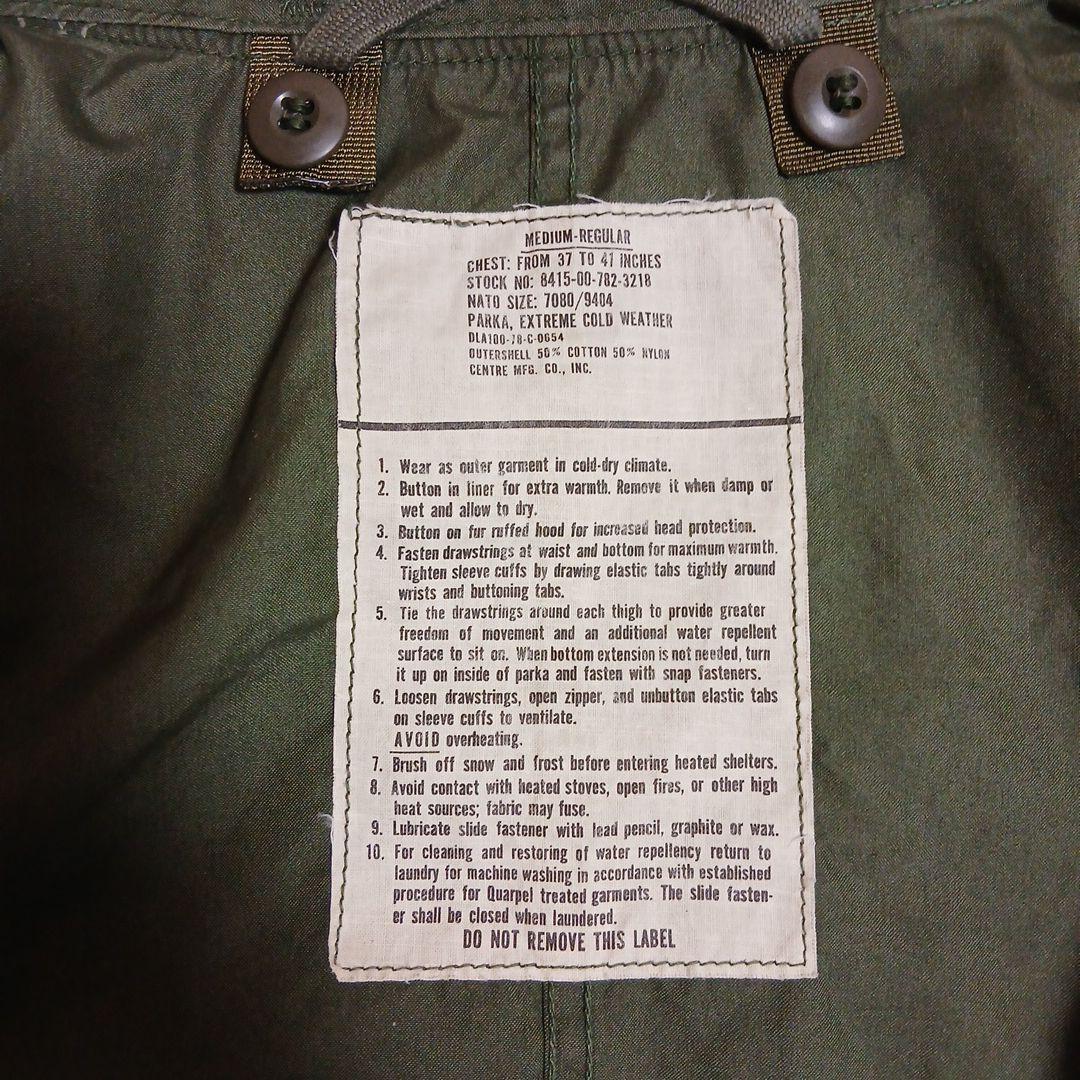 MEDIUM-REGULAR
CHEST: FROM 37 TO 41 INCHES
STOCK NO: 8415-00-782-3218
NATO SIZE: 7080/9404
PARKA, EXTREME COLD WEATHER
DLA100-78-C-0654
OUTERSHELL 50% COTTON 50% NYLON
CENTRE MFG. CO., INC.
1. Wear as outer garment in cold-dry climate.
2. Button in liner for extra warmth. Remove it when damp or
wet and allow to dry.
3. Button on fur ruffed hood for increased head protection.
4. Fasten drawstrings at waist and bottom for maximum warmth.
Tighten sleeve cuffs by drawing elastic tabs tightly around
wrists and buttoning tabs.
5. Tie the drawstrings around each thigh to provide greater
freedom of movement and an additional water repellent
surface to sit on. When bottom extension is not needed, turn
it up on inside of parka and fasten with snap fasteners.
6. Loosen drawstrings, open zipper, and unbutton elastic tabs
on sleeve cuffs to ventilate.
AVOID overheating.
7. Brush off snow and frost before entering heated shelters.
8. Avoid contact with heated stoves, open fires, or other high
heat sources; fabric may fuse.
9. Lubricate slide fastener with lead pencil, graphite or wax.
10. For cleaning and restoring of water repellency return to
laundry for machine washing in accordance with established
procedure for Quarpel treated garments. The slide fasten-
er shall be closed when laundered.
DO NOT REMOVE THIS LABEL